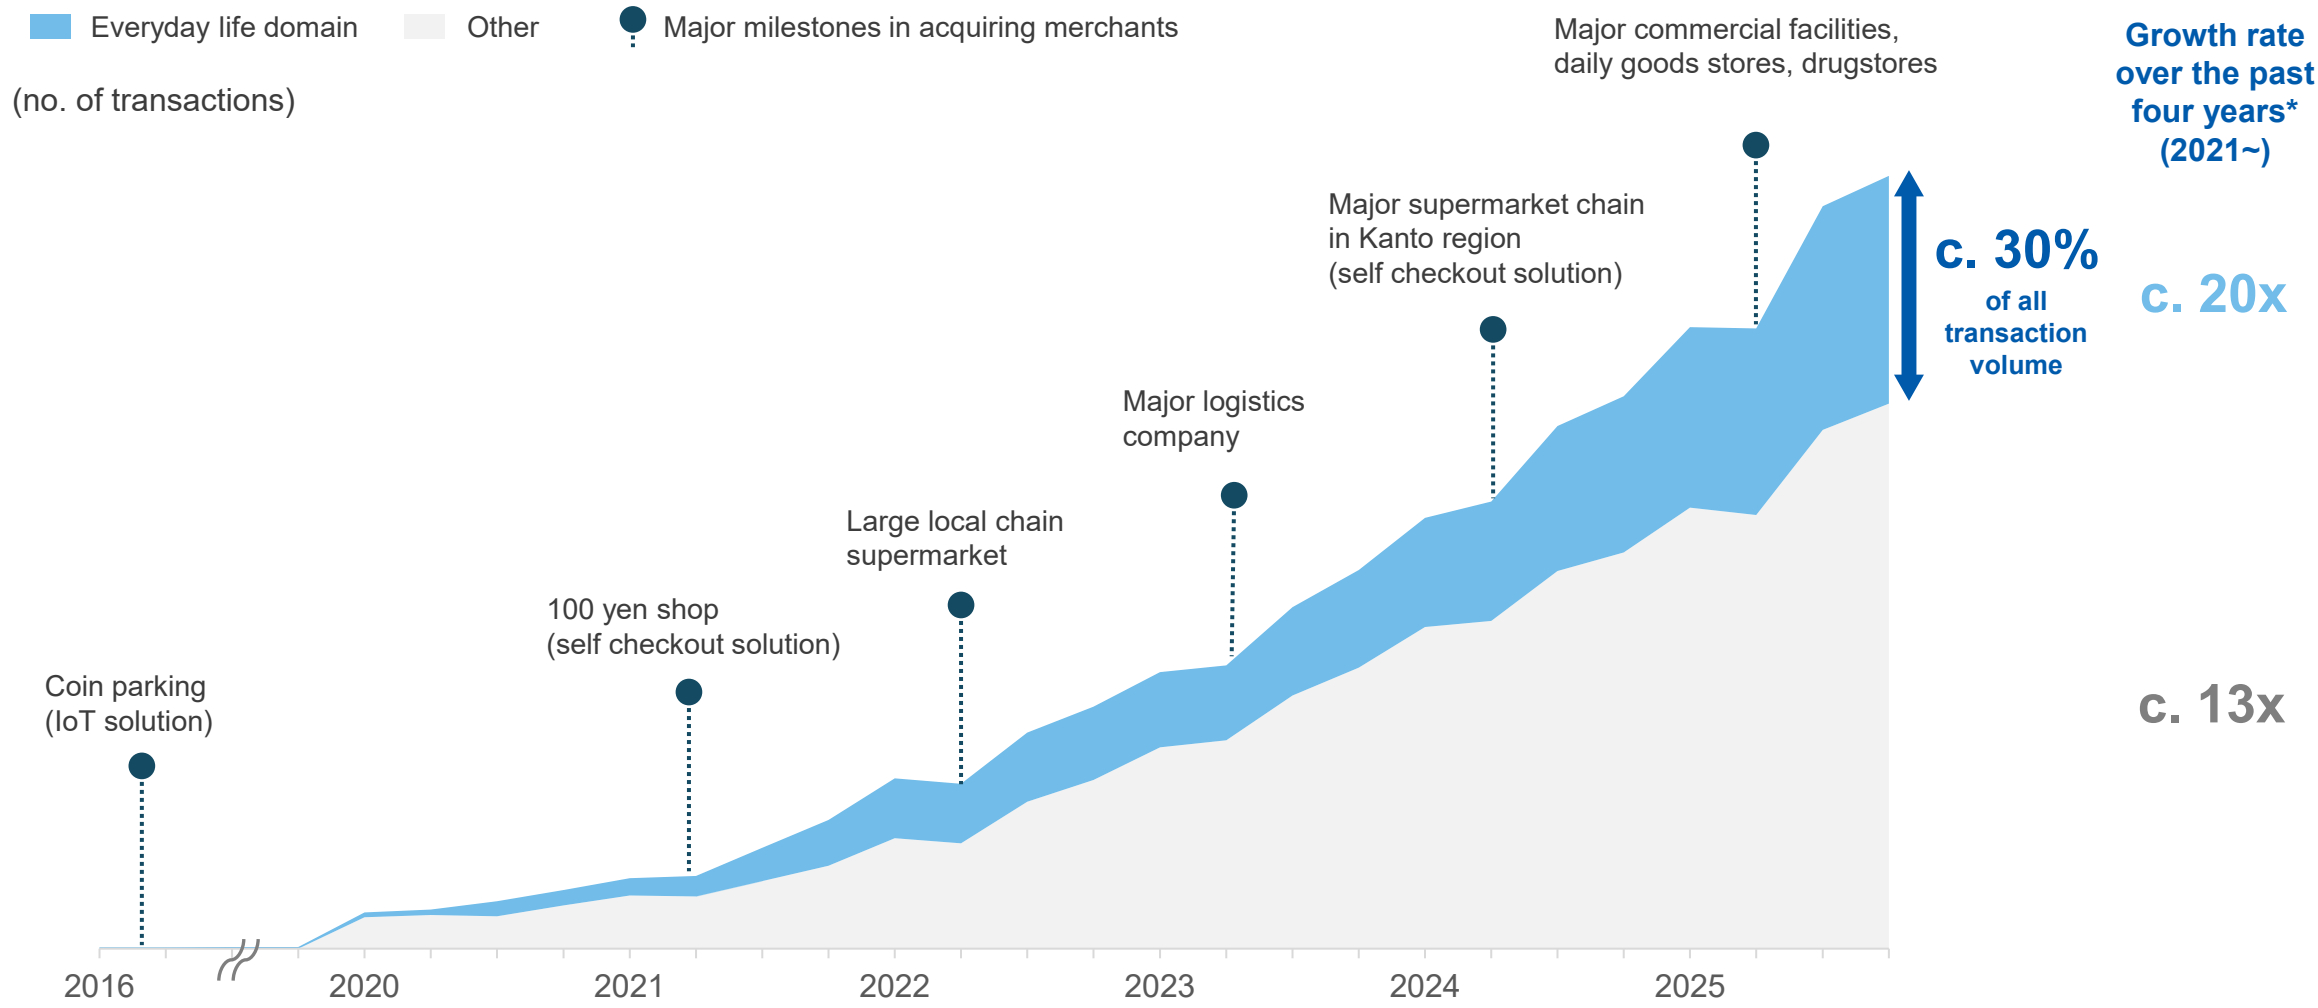 Everyday life domain
Other
Major milestones in acquiring merchants
(no. of transactions)
Major commercial facilities,
daily goods stores, drugstores
Growth rate
over the past
four years*
(2021~)
Major supermarket chain
in Kanto region
(self checkout solution)
c. 30%
of all
transaction
volume
c. 20x
Major logistics
company
Large local chain
supermarket
100 yen shop
(self checkout solution)
Coin parking
(IoT solution)
c. 13x
2016
2020
2021
2022
2023
2024
2025